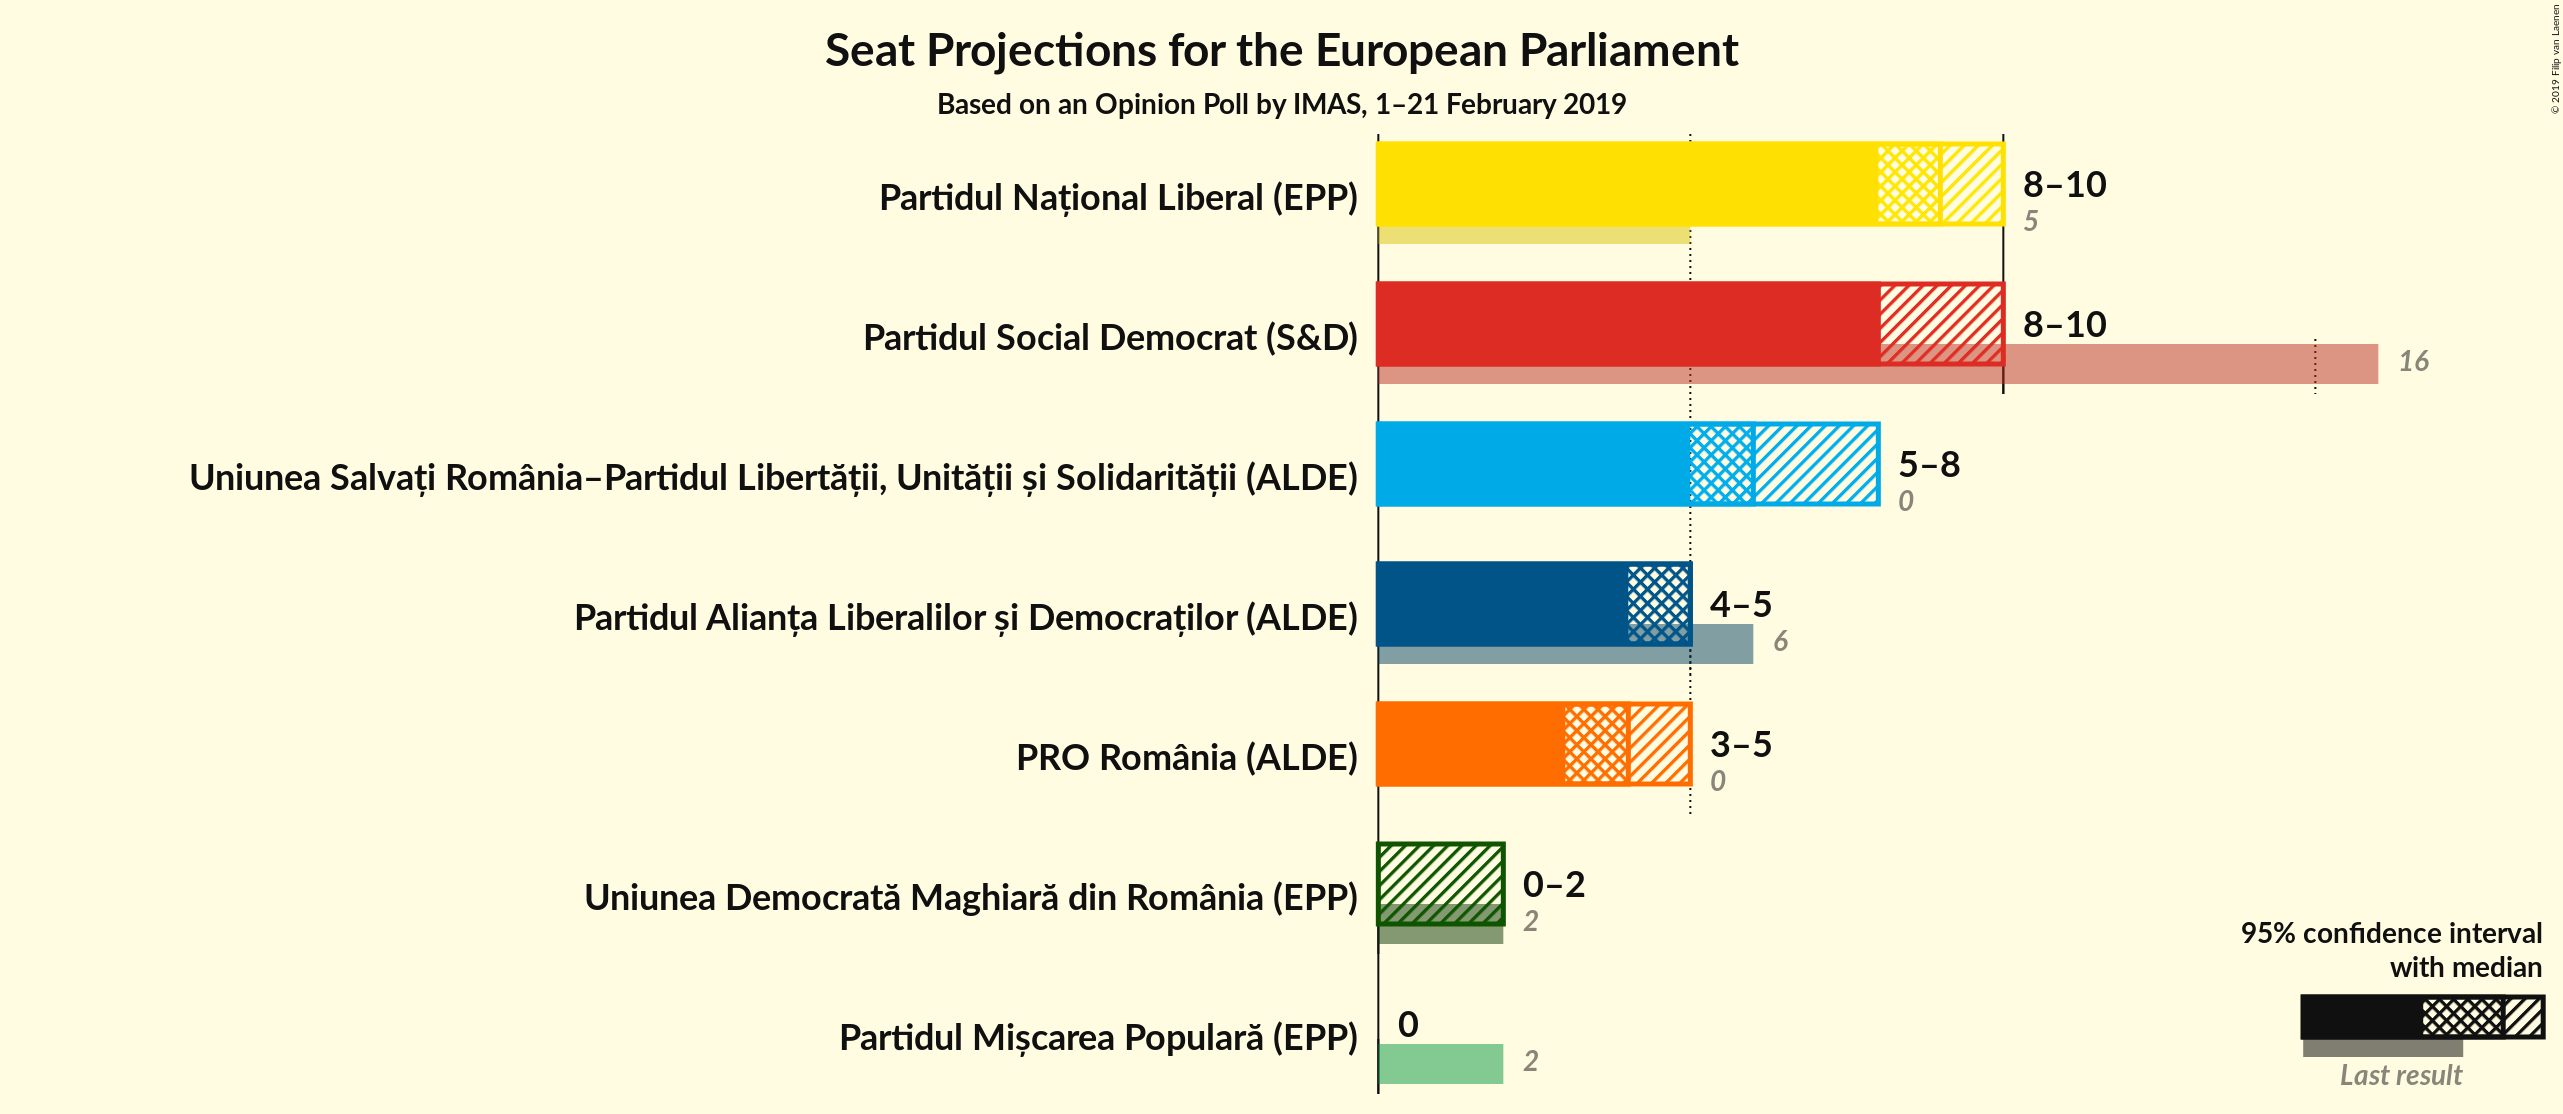 Seat Projections for the European Parliament
Based on an Opinion Poll by IMAS, 1–21 February 2019
© 2019 Filip van Laenen
Partidul Național Liberal (EPP)
8–10
5
Partidul Social Democrat (S&D)
8–10
16
Uniunea Salvați România–Partidul Libertății, Unității și Solidarității (ALDE)
5–8
0
Partidul Alianța Liberalilor și Democraților (ALDE)
4–5
6
PRO România (ALDE)
3–5
0
Uniunea Democrată Maghiară din România (EPP)
0–2
2
Partidul Mișcarea Populară (EPP)
0
2
95% confidence interval
with median
Last result